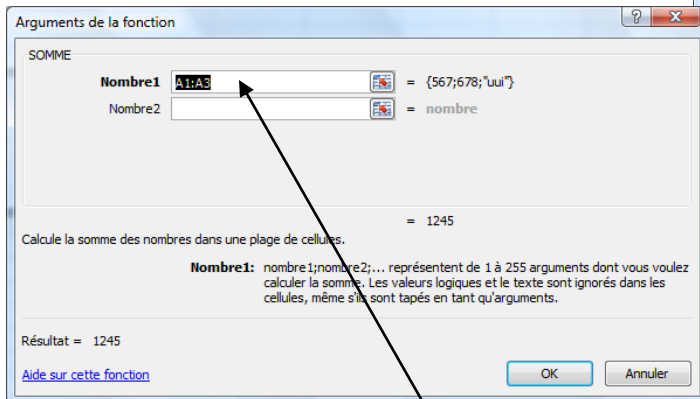 Arguments de la fonction
SOMME
Nombre1 A1:A3 = {567;678;"uui"}
Nombre2 = nombre
= 1245
Calcule la somme des nombres dans une plage de cellules.
Nombre1: nombre1;nombre2;... représentent de 1 à 255 arguments dont vous voulez
calculer la somme. Les valeurs logiques et le texte sont ignorés dans les
cellules, même s'ils sont tapés en tant qu'arguments.
Résultat = 1245
Aide sur cette fonction
OK Annuler